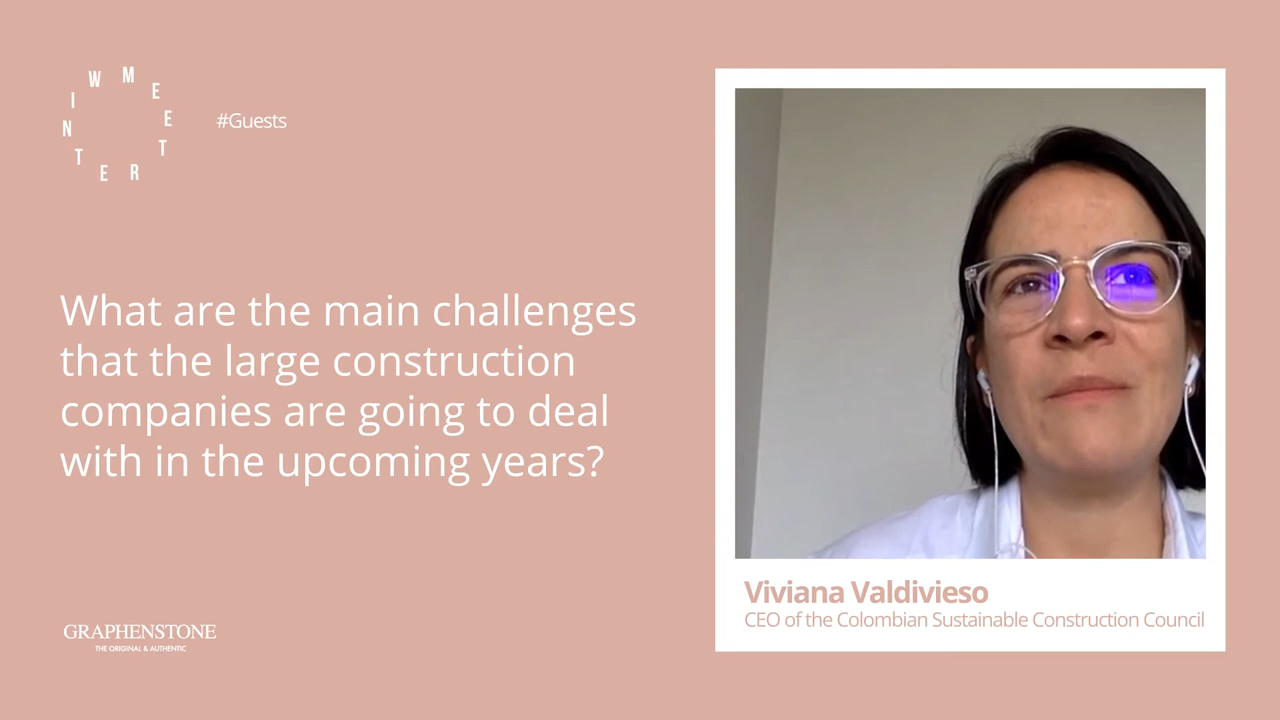 INTERWMEET
#Guests
What are the main challenges
that the large construction
companies are going to deal
with in the upcoming years?
GRAPHENSTONE
THE ORIGINAL & AUTHENTIC
Viviana Valdivieso
CEO of the Colombian Sustainable Construction Council